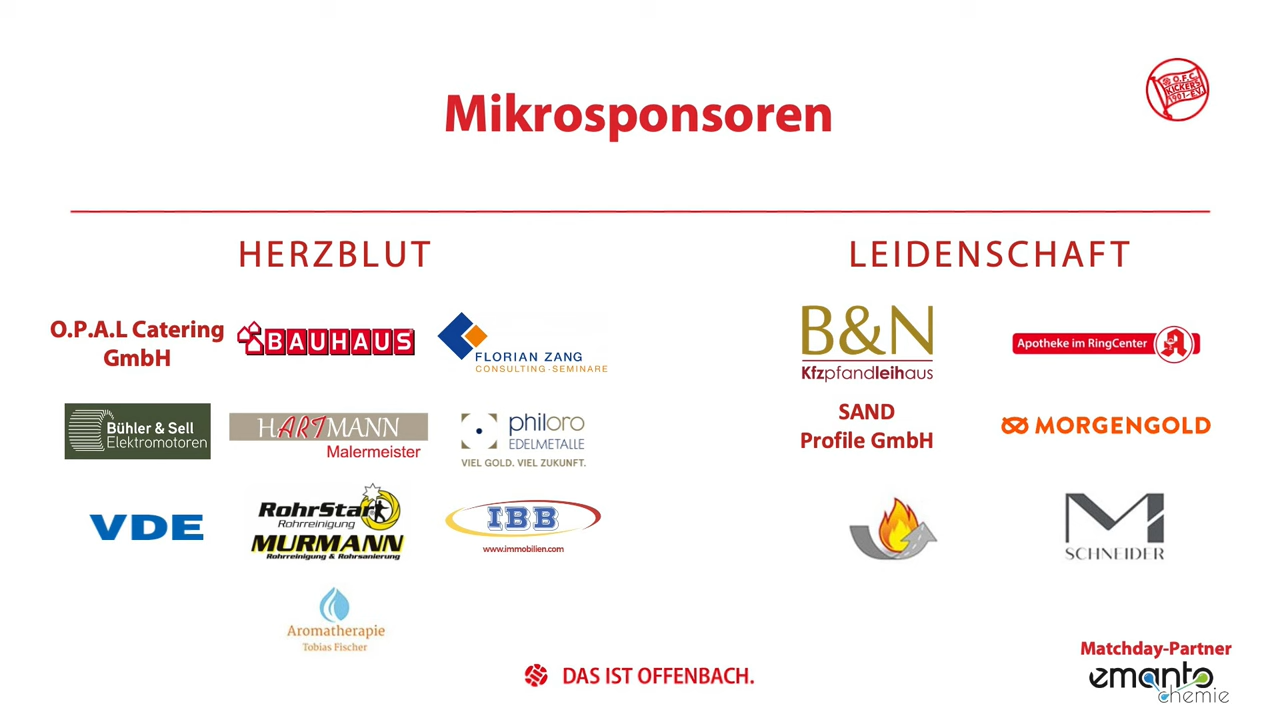 Mikrosponsoren
O.F.C.
KICKERS
1901-E.V.
HERZBLUT
O.P.A.L Catering
GmbH
BAUHAUS
FLORIAN ZANG
CONSULTING-SEMINARE
Bühler & Sell
Elektromotoren
HARTMANN
Malermeister
philoro
EDELMETALLE
VIEL GOLD. VIEL ZUKUNFT.
VDE
RohrStar
Rohrreinigung
MURMANN
Rohrreinigung & Rohrsanierung
IBB
www.immobilien.com
Aromatherapie
Tobias Fischer
LEIDENSCHAFT
B&N
Kfzpfandleihaus
Apotheke im RingCenter
SAND
Profile GmbH
MORGENGOLD
M
SCHNEIDER
DAS IST OFFENBACH.
Matchday-Partner
emanto
chemie